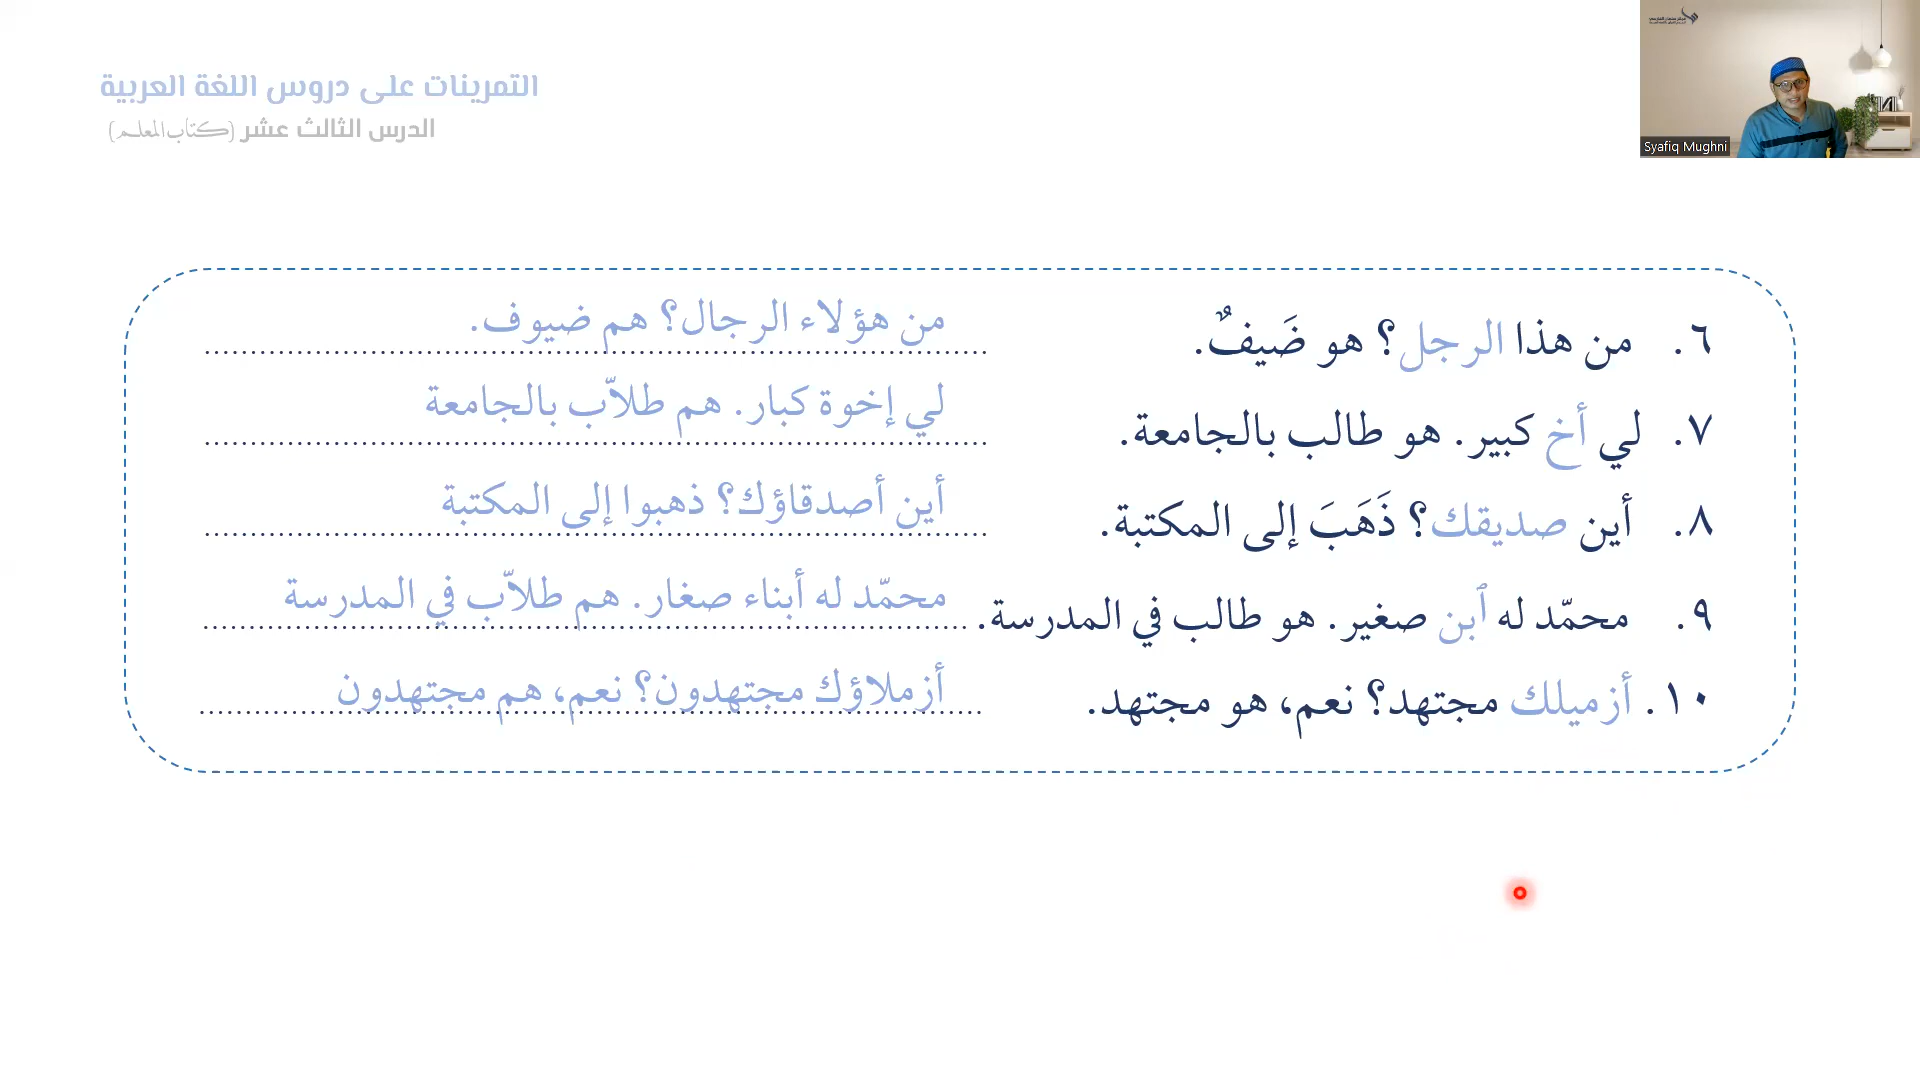 التمرينات على دروس اللغة العربية
الدرس الثالث عشر (كتاب المعلم)
Syafiq Mughni
٦. من هذا الرجل؟ هو ضَيفٌ.
من هؤلاء الرجال؟ هم ضيوف.
٧. لي أخ كبير. هو طالب بالجامعة.
لي إخوة كبار. هم طلاّب بالجامعة
٨. أين صديقك؟ ذَهَبَ إلى المكتبة.
أين أصدقاؤك؟ ذهبوا إلى المكتبة
٩. محمّد له ٱبن صغير. هو طالب في المدرسة.
محمّد له أبناء صغار. هم طلاّب في المدرسة
١٠. أزميلك مجتهد؟ نعم، هو مجتهد.
أزملاؤك مجتهدون؟ نعم، هم مجتهدون